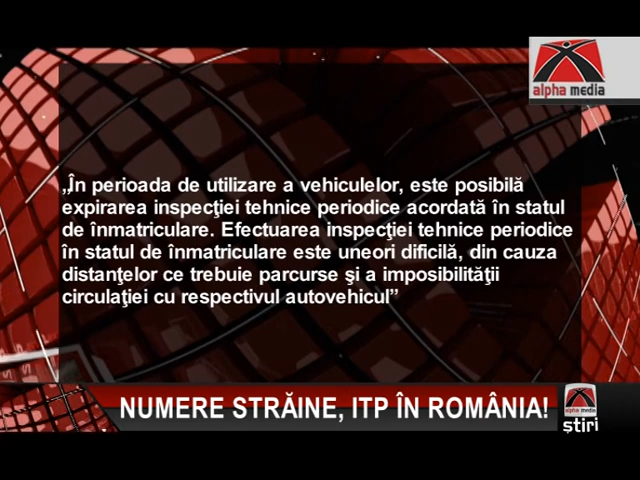 alpha media
„În perioada de utilizare a vehiculelor, este posibilă
expirarea inspecţiei tehnice periodice acordată în statul
de înmatriculare. Efectuarea inspecţiei tehnice periodice
în statul de înmatriculare este uneori dificilă, din cauza
distanţelor ce trebuie parcurse şi a imposibilităţii
circulaţiei cu respectivul autovehicul”
NUMERE STRĂINE, ITP ÎN ROMÂNIA!
alpha media
știri